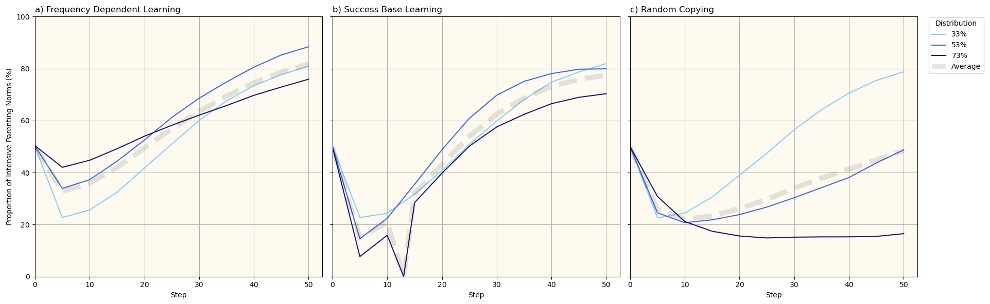 a) Frequency Dependent Learning
b) Success Base Learning
c) Random Copying
Proportion of Intensive Parenting Norms (%)
100
80
60
40
20
0
0 10 20 30 40 50
0 10 20 30 40 50
0 10 20 30 40 50
Step
Step
Step
Distribution
33%
53%
73%
Average